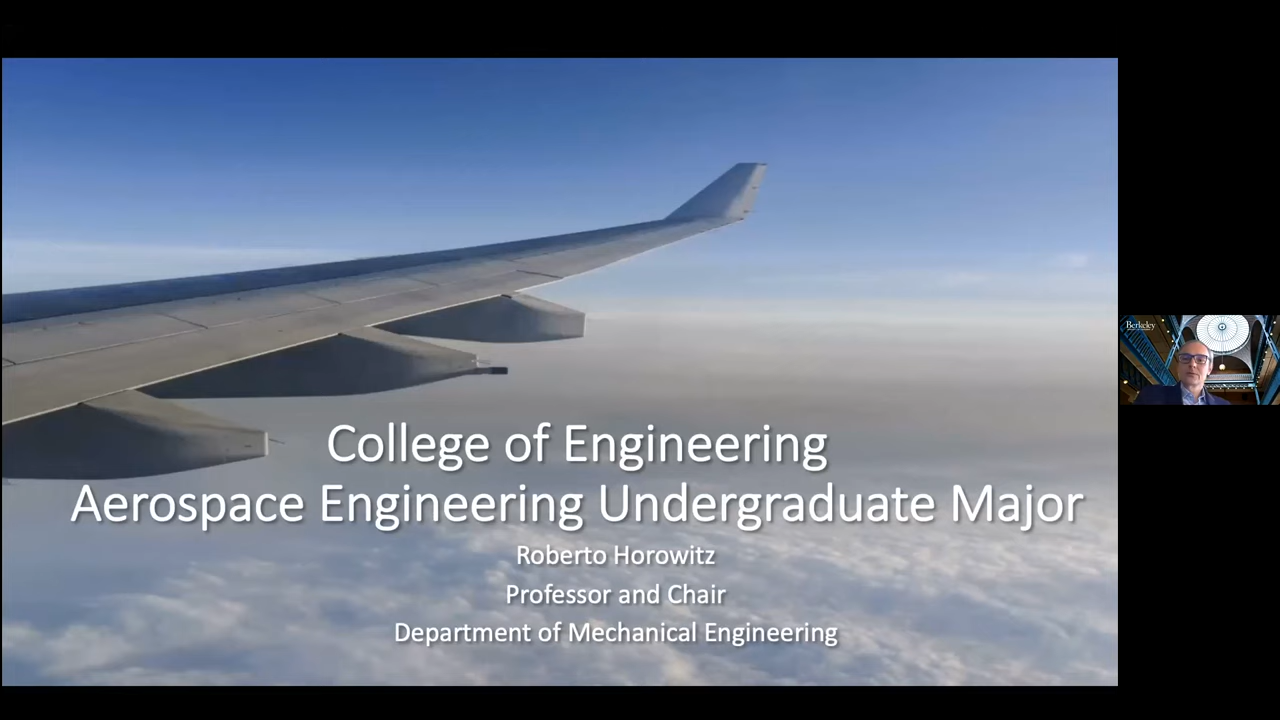 College of Engineering
Aerospace Engineering Undergraduate Major
Roberto Horowitz
Professor and Chair
Department of Mechanical Engineering
Berkeley